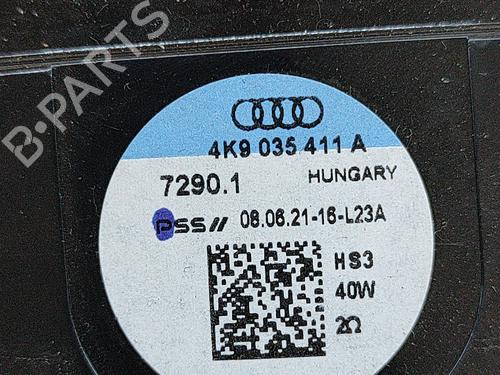 B-PARTS
4K9 035 411 A
7290.1 HUNGARY
PSS// 08.06.21-16-L23A
HS3
40W
2Ω